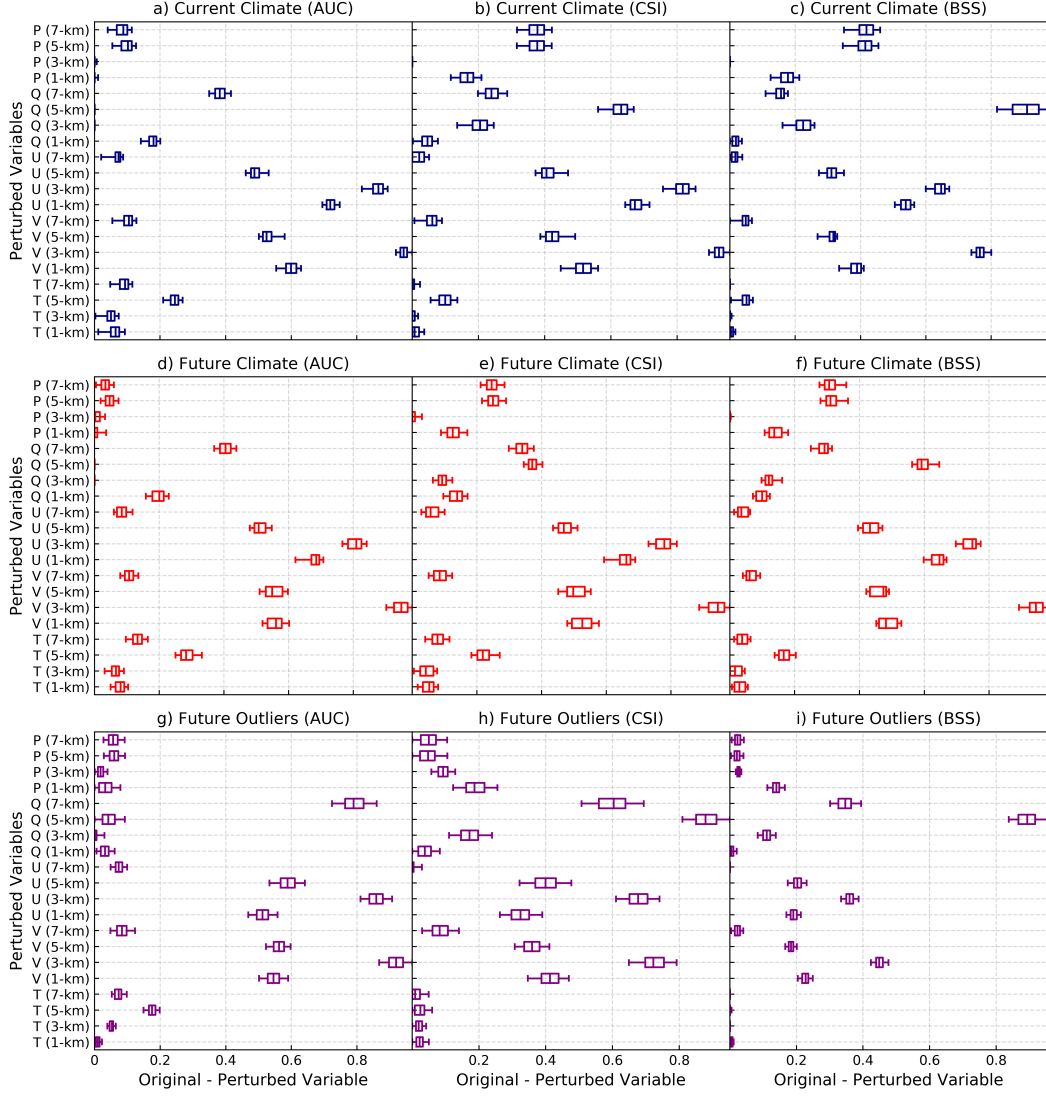 a) Current Climate (AUC)
b) Current Climate (CSI)
c) Current Climate (BSS)
Perturbed Variables
P (7-km)
P (5-km)
P (3-km)
P (1-km)
Q (7-km)
Q (5-km)
Q (3-km)
Q (1-km)
U (7-km)
U (5-km)
U (3-km)
U (1-km)
V (7-km)
V (5-km)
V (3-km)
V (1-km)
T (7-km)
T (5-km)
T (3-km)
T (1-km)
d) Future Climate (AUC)
e) Future Climate (CSI)
f) Future Climate (BSS)
Perturbed Variables
P (7-km)
P (5-km)
P (3-km)
P (1-km)
Q (7-km)
Q (5-km)
Q (3-km)
Q (1-km)
U (7-km)
U (5-km)
U (3-km)
U (1-km)
V (7-km)
V (5-km)
V (3-km)
V (1-km)
T (7-km)
T (5-km)
T (3-km)
T (1-km)
g) Future Outliers (AUC)
h) Future Outliers (CSI)
i) Future Outliers (BSS)
Perturbed Variables
P (7-km)
P (5-km)
P (3-km)
P (1-km)
Q (7-km)
Q (5-km)
Q (3-km)
Q (1-km)
U (7-km)
U (5-km)
U (3-km)
U (1-km)
V (7-km)
V (5-km)
V (3-km)
V (1-km)
T (7-km)
T (5-km)
T (3-km)
T (1-km)
0 0.2 0.4 0.6 0.8 0.2 0.4 0.6 0.8 0.2 0.4 0.6 0.8
Original - Perturbed Variable
Original - Perturbed Variable
Original - Perturbed Variable